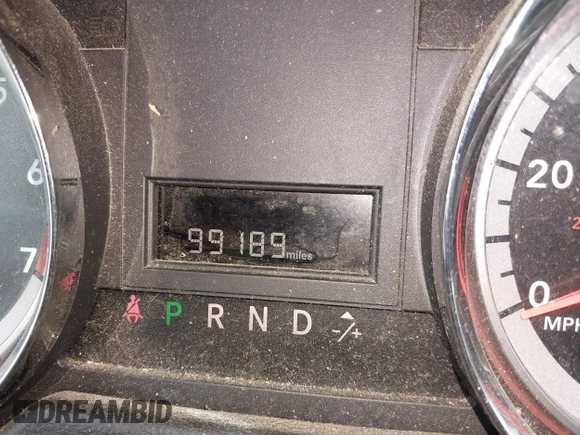 6
7
99189 miles
P R N D -/+
20
0
MPH
DREAMBID